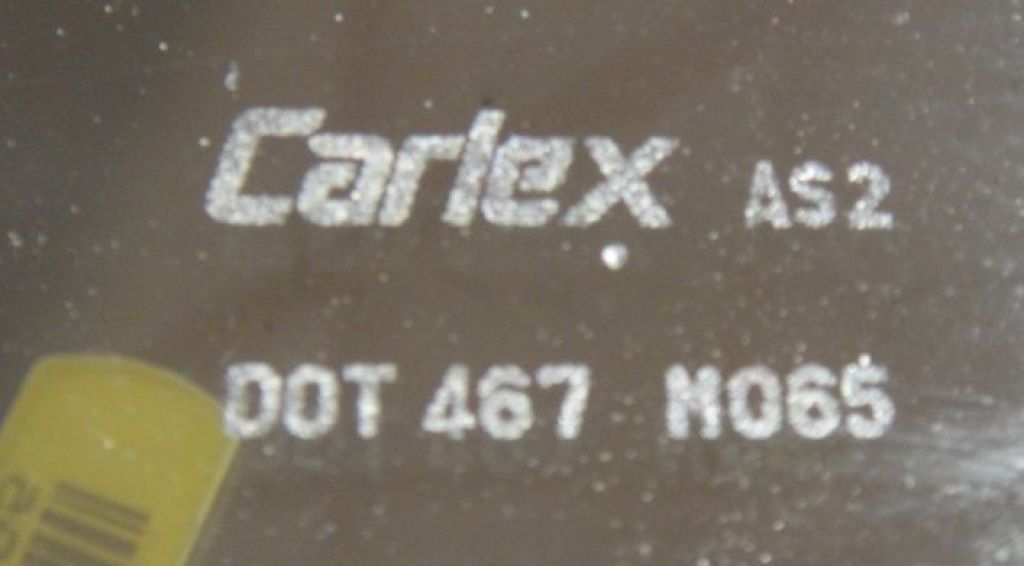 Carlex AS2
DOT 467 M065